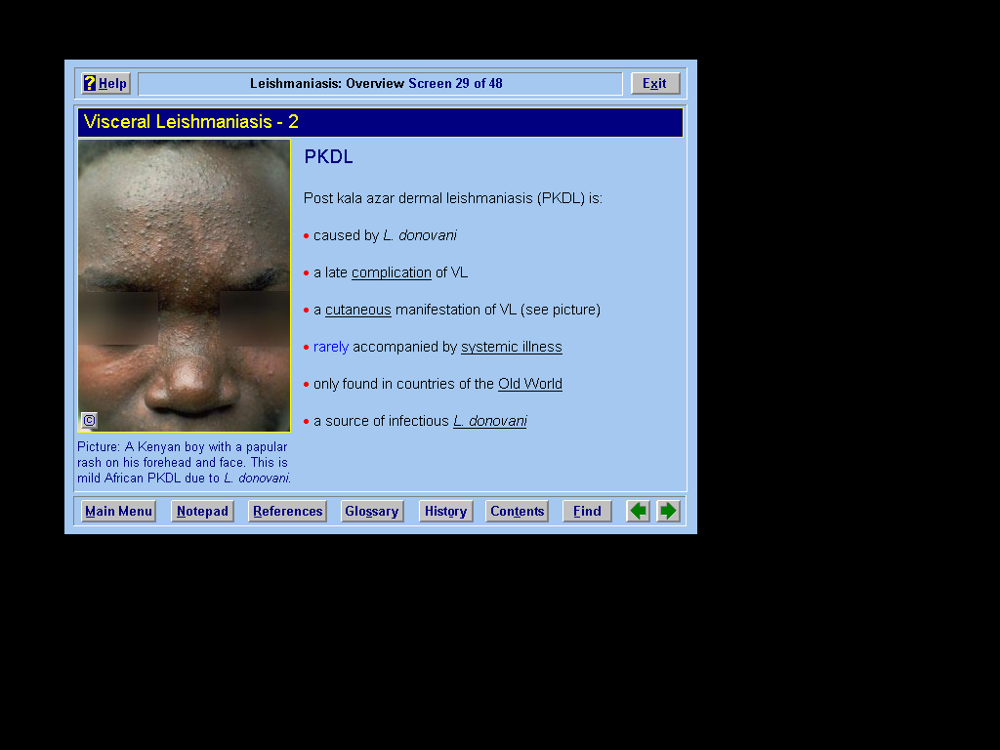 ? Help
Leishmaniasis: Overview Screen 29 of 48
Exit
Visceral Leishmaniasis - 2
PKDL
Post kala azar dermal leishmaniasis (PKDL) is:
• caused by L. donovani
• a late complication of VL
• a cutaneous manifestation of VL (see picture)
• rarely accompanied by systemic illness
• only found in countries of the Old World
• a source of infectious L. donovani
©
Picture: A Kenyan boy with a papular
rash on his forehead and face. This is
mild African PKDL due to L. donovani.
Main Menu Notepad References Glossary History Contents Find